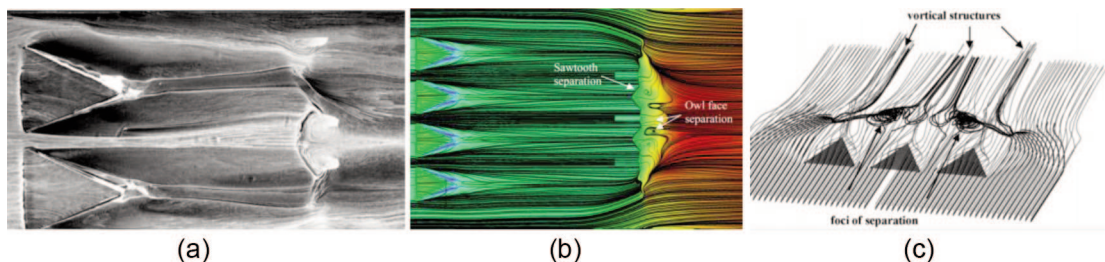 Sawtooth
separation
Owl face
separation
vortical structures
foci of separation
(a)
(b)
(c)